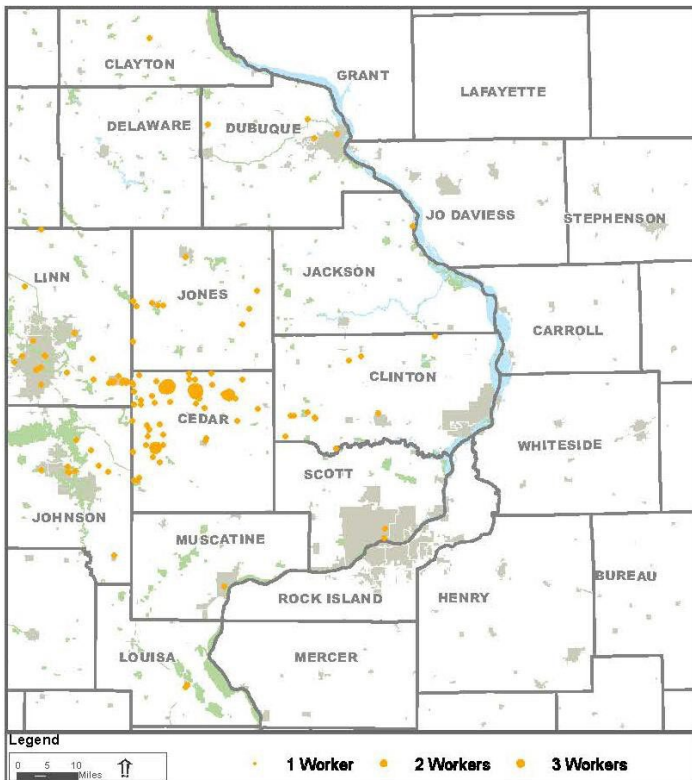 CLAYTON
GRANT
LAFAYETTE
DELAWARE
DUBUQUE
JO DAVIESS
STEPHENSON
LINN
JONES
JACKSON
CARROLL
CLINTON
CEDAR
WHITESIDE
SCOTT
JOHNSON
MUSCATINE
BUREAU
ROCK ISLAND
HENRY
LOUISA
MERCER
Legend
0 5 10
Miles
1 Worker 2 Workers 3 Workers